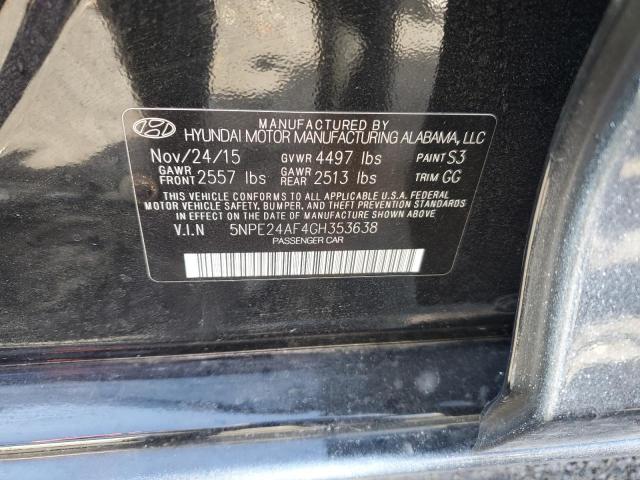 MANUFACTURED BY
HYUNDAI MOTOR MANUFACTURING ALABAMA, LLC
Nov/24/15 GVWR 4497 lbs PAINT S3
GAWR FRONT 2557 lbs GAWR REAR 2513 lbs TRIM GG
THIS VEHICLE CONFORMS TO ALL APPLICABLE U.S.A. FEDERAL
MOTOR VEHICLE SAFETY, BUMPER, AND THEFT PREVENTION STANDARDS
IN EFFECT ON THE DATE OF MANUFACTURE SHOWN ABOVE
V.I.N 5NPE24AF4GH353638
PASSENGER CAR